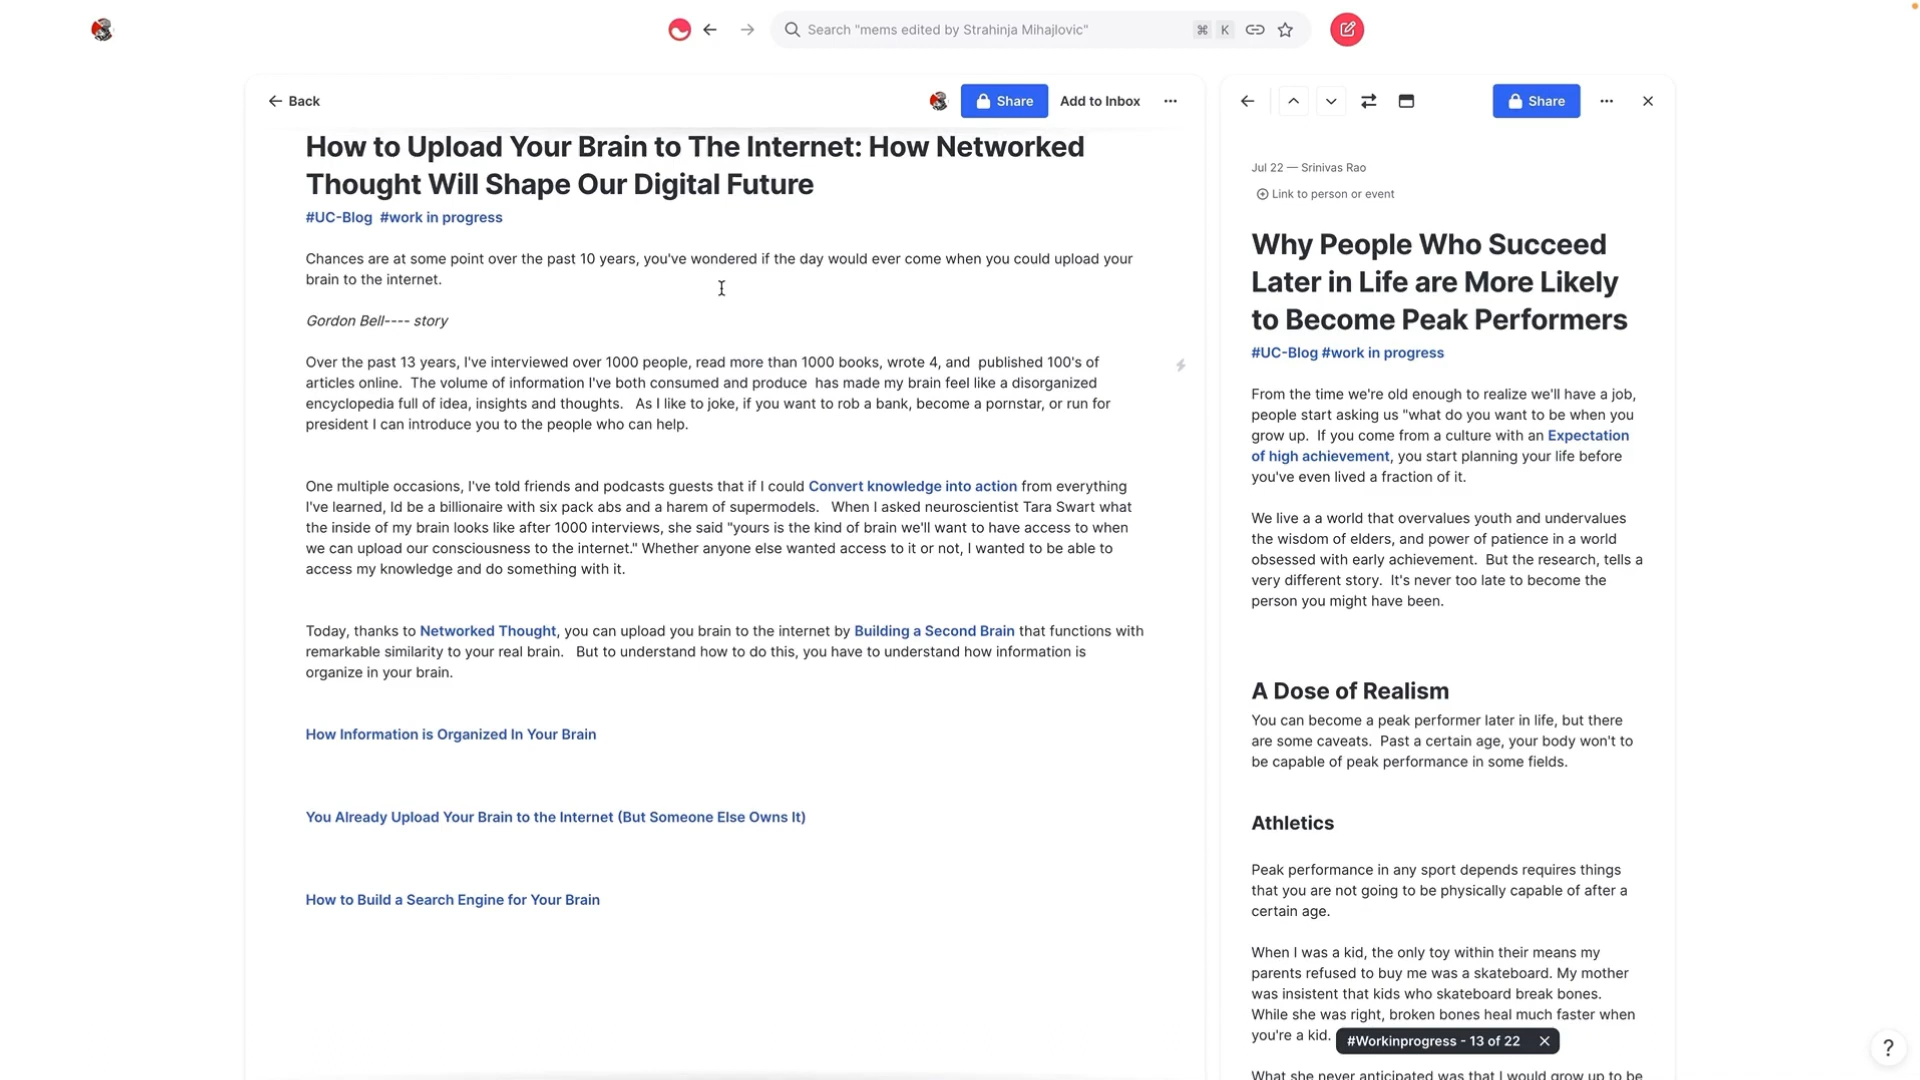 Search "mems edited by Strahinja Mihajlovic"
⌘ K
Back
Share
Add to Inbox
How to Upload Your Brain to The Internet: How Networked
Thought Will Shape Our Digital Future
#UC-Blog #work in progress
Chances are at some point over the past 10 years, you've wondered if the day would ever come when you could upload your
brain to the internet.
Gordon Bell---- story
Over the past 13 years, I've interviewed over 1000 people, read more than 1000 books, wrote 4, and published 100's of
articles online. The volume of information I've both consumed and produce has made my brain feel like a disorganized
encyclopedia full of idea, insights and thoughts. As I like to joke, if you want to rob a bank, become a pornstar, or run for
president I can introduce you to the people who can help.
One multiple occasions, I've told friends and podcasts guests that if I could Convert knowledge into action from everything
I've learned, Id be a billionaire with six pack abs and a harem of supermodels. When I asked neuroscientist Tara Swart what
the inside of my brain looks like after 1000 interviews, she said "yours is the kind of brain we'll want to have access to when
we can upload our consciousness to the internet." Whether anyone else wanted access to it or not, I wanted to be able to
access my knowledge and do something with it.
Today, thanks to Networked Thought, you can upload you brain to the internet by Building a Second Brain that functions with
remarkable similarity to your real brain. But to understand how to do this, you have to understand how information is
organize in your brain.
How Information is Organized In Your Brain
You Already Upload Your Brain to the Internet (But Someone Else Owns It)
How to Build a Search Engine for Your Brain
Share
Jul 22 — Srinivas Rao
Link to person or event
Why People Who Succeed
Later in Life are More Likely
to Become Peak Performers
#UC-Blog #work in progress
From the time we're old enough to realize we'll have a job,
people start asking us "what do you want to be when you
grow up. If you come from a culture with an Expectation
of high achievement, you start planning your life before
you've even lived a fraction of it.
We live a a world that overvalues youth and undervalues
the wisdom of elders, and power of patience in a world
obsessed with early achievement. But the research, tells a
very different story. It's never too late to become the
person you might have been.
A Dose of Realism
You can become a peak performer later in life, but there
are some caveats. Past a certain age, your body won't to
be capable of peak performance in some fields.
Athletics
Peak performance in any sport depends requires things
that you are not going to be physically capable of after a
certain age.
When I was a kid, the only toy within their means my
parents refused to buy me was a skateboard. My mother
was insistent that kids who skateboard break bones.
While she was right, broken bones heal much faster when
you're a kid.
#Workinprogress - 13 of 22
What she never anticipated was that I would grow up to be
?